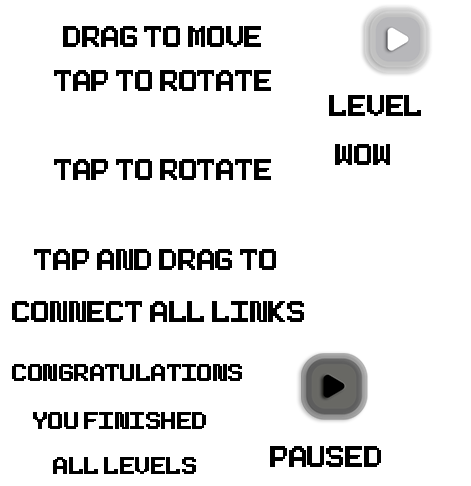 DRAG TO MOVE
TAP TO ROTATE
LEVEL
WOW
TAP TO ROTATE
TAP AND DRAG TO
CONNECT ALL LINKS
CONGRATULATIONS
YOU FINISHED
ALL LEVELS
PAUSED